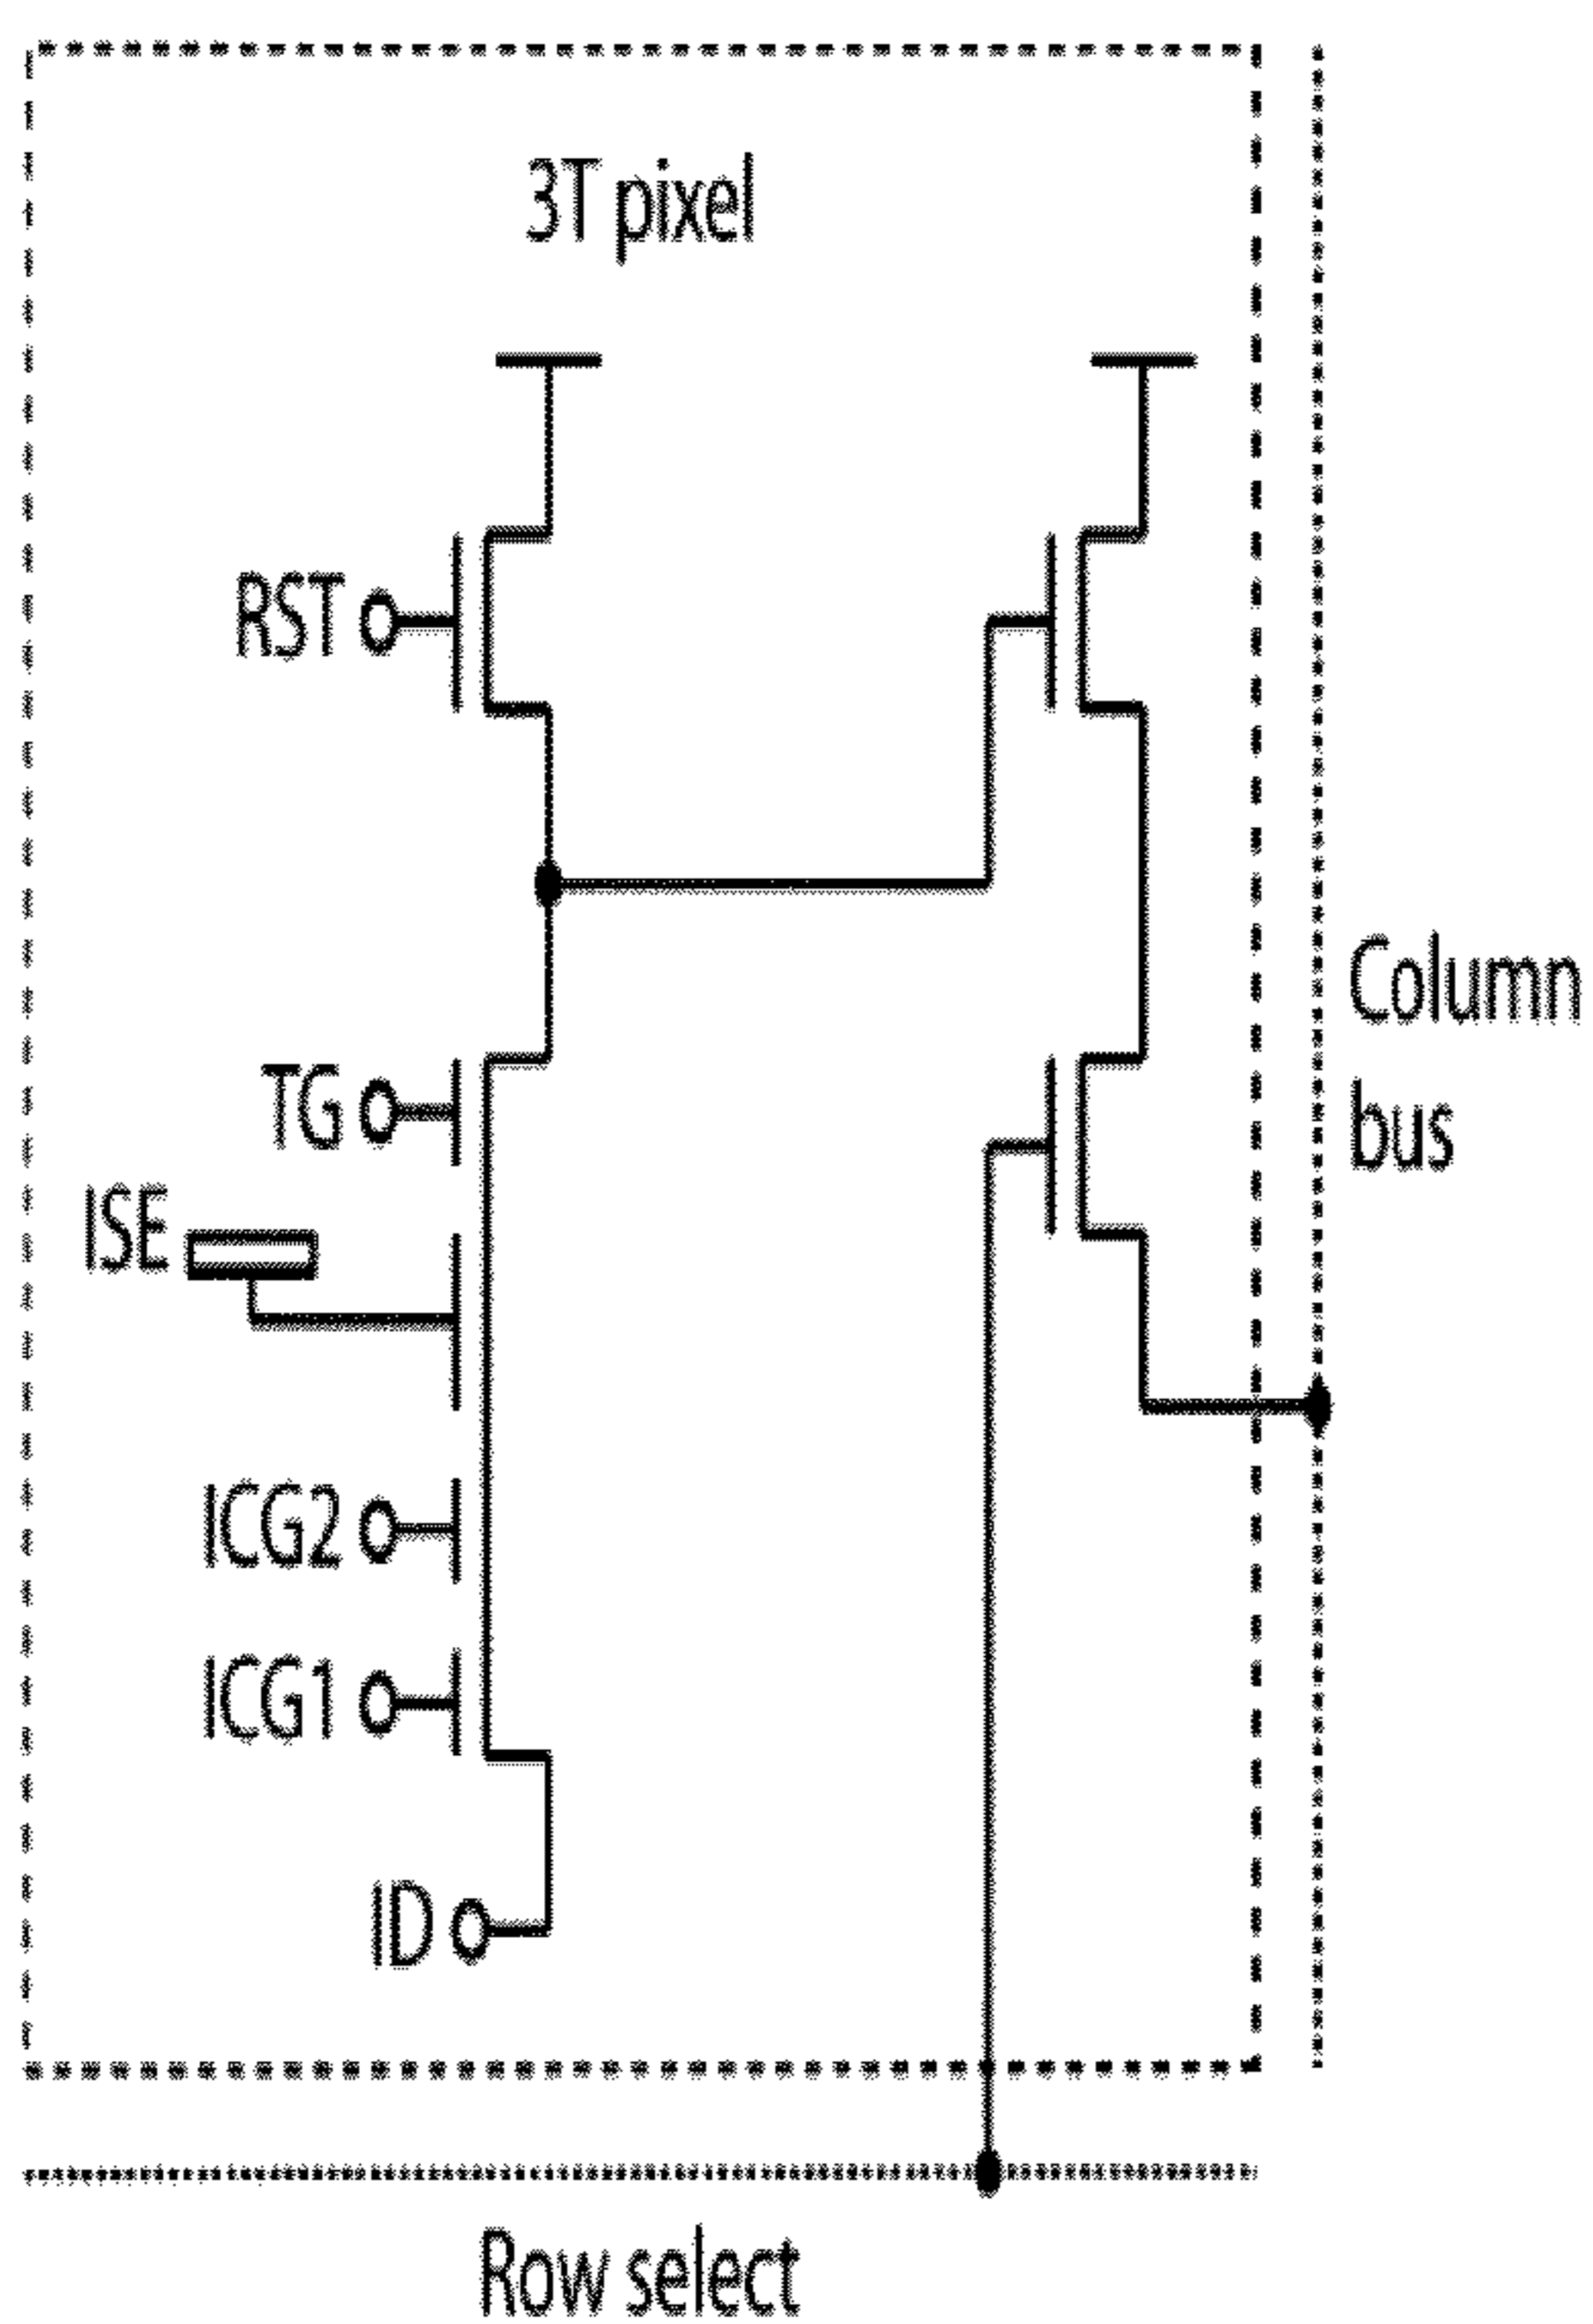 3T pixel
RST
Column
bus
TG
ISE
ICG2
ICG1
ID
Row select